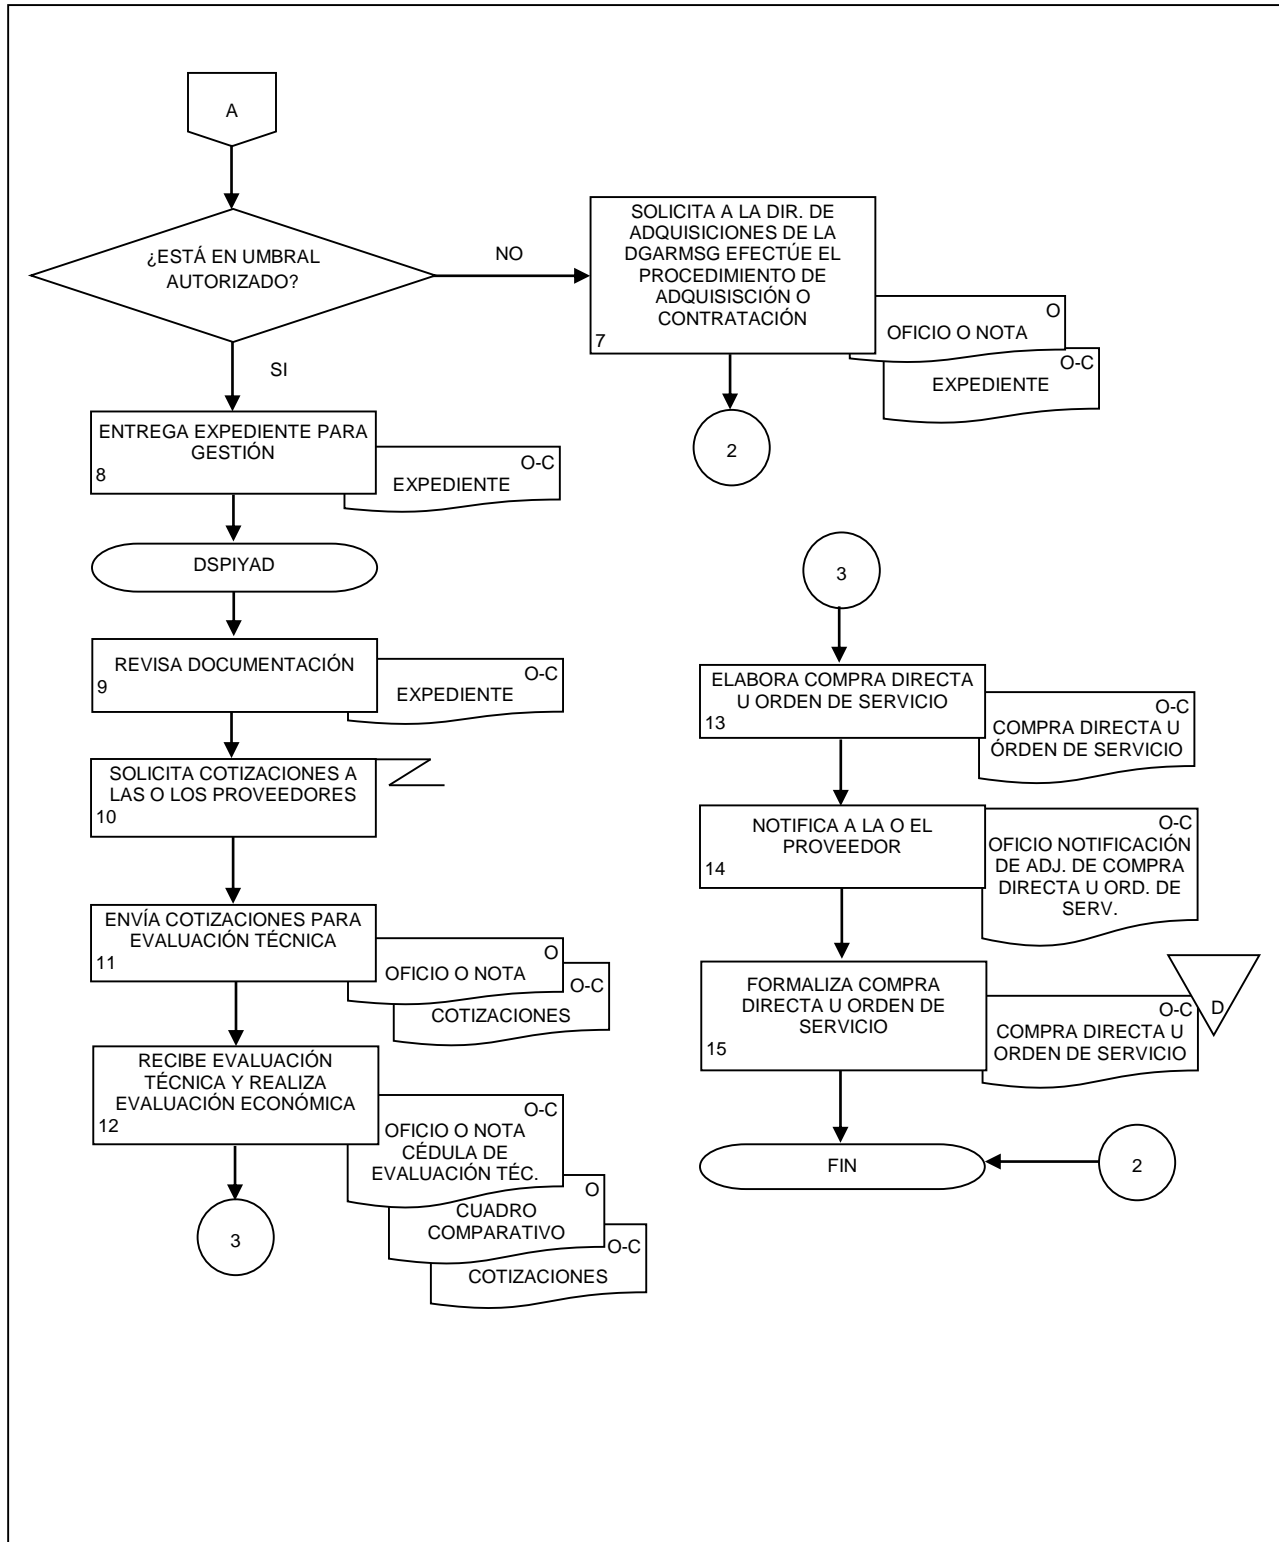 A
¿ESTÁ EN UMBRAL
AUTORIZADO?
NO
SI
SOLICITA A LA DIR. DE
ADQUISICIONES DE LA
DGARMSG EFECTÚE EL
PROCEDIMIENTO DE
ADQUISISCIÓN O
CONTRATACIÓN
7
O
OFICIO O NOTA
O-C
EXPEDIENTE
2
ENTREGA EXPEDIENTE PARA
GESTIÓN
8
O-C
EXPEDIENTE
DSPIYAD
REVISA DOCUMENTACIÓN
9
O-C
EXPEDIENTE
SOLICITA COTIZACIONES A
LAS O LOS PROVEEDORES
10
ENVÍA COTIZACIONES PARA
EVALUACIÓN TÉCNICA
11
O
OFICIO O NOTA
O-C
COTIZACIONES
RECIBE EVALUACIÓN
TÉCNICA Y REALIZA
EVALUACIÓN ECONÓMICA
12
O-C
OFICIO O NOTA
CÉDULA DE
EVALUACIÓN TÉC.
O
CUADRO
COMPARATIVO
O-C
COTIZACIONES
3
3
ELABORA COMPRA DIRECTA
U ORDEN DE SERVICIO
13
O-C
COMPRA DIRECTA U
ÓRDEN DE SERVICIO
NOTIFICA A LA O EL
PROVEEDOR
14
O-C
OFICIO NOTIFICACIÓN
DE ADJ. DE COMPRA
DIRECTA U ORD. DE
SERV.
FORMALIZA COMPRA
DIRECTA U ORDEN DE
SERVICIO
15
O-C
COMPRA DIRECTA U
ORDEN DE SERVICIO
D
FIN
2